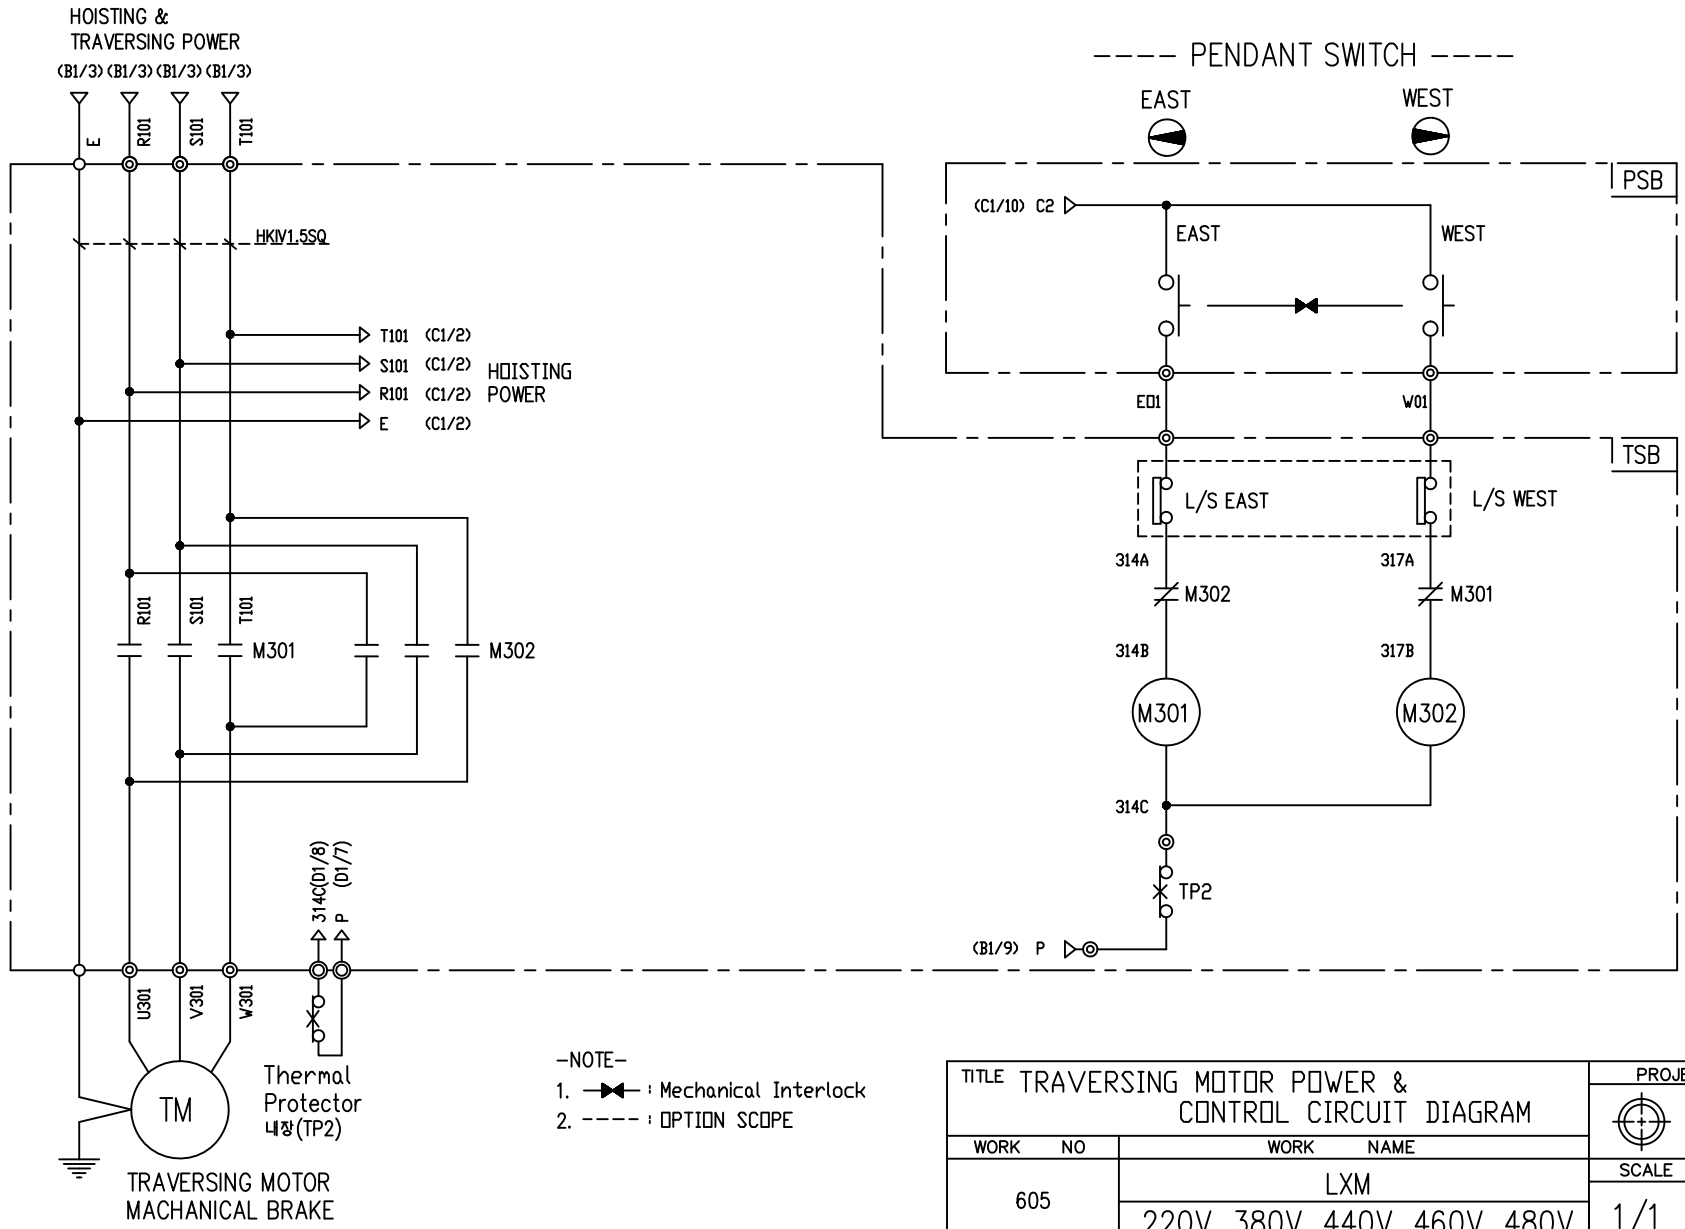 HOISTING &
TRAVERSING POWER
(B1/3) (B1/3) (B1/3) (B1/3)
E
R101
S101
T101
HKIV1.5SQ
T101 (C1/2)
S101 (C1/2)
R101 (C1/2)
E (C1/2)
HOISTING
POWER
R101
S101
T101
M301
M302
314C(D1/8)
P (D1/7)
U301
V301
W301
TM
Thermal
Protector
내장(TP2)
TRAVERSING MOTOR
MACHANICAL BRAKE
---- PENDANT SWITCH ----
EAST
WEST
PSB
(C1/10) C2
EAST
WEST
E01
W01
TSB
L/S EAST
L/S WEST
314A
317A
M302
M301
314B
317B
M301
M302
314C
TP2
(B1/9) P
-NOTE-
1. : Mechanical Interlock
2. ---- : OPTION SCOPE
TITLE TRAVERSING MOTOR POWER &
CONTROL CIRCUIT DIAGRAM
PROJE
WORK NO
WORK NAME
SCALE
605
LXM
220V 380V 440V 460V 480V
1/1